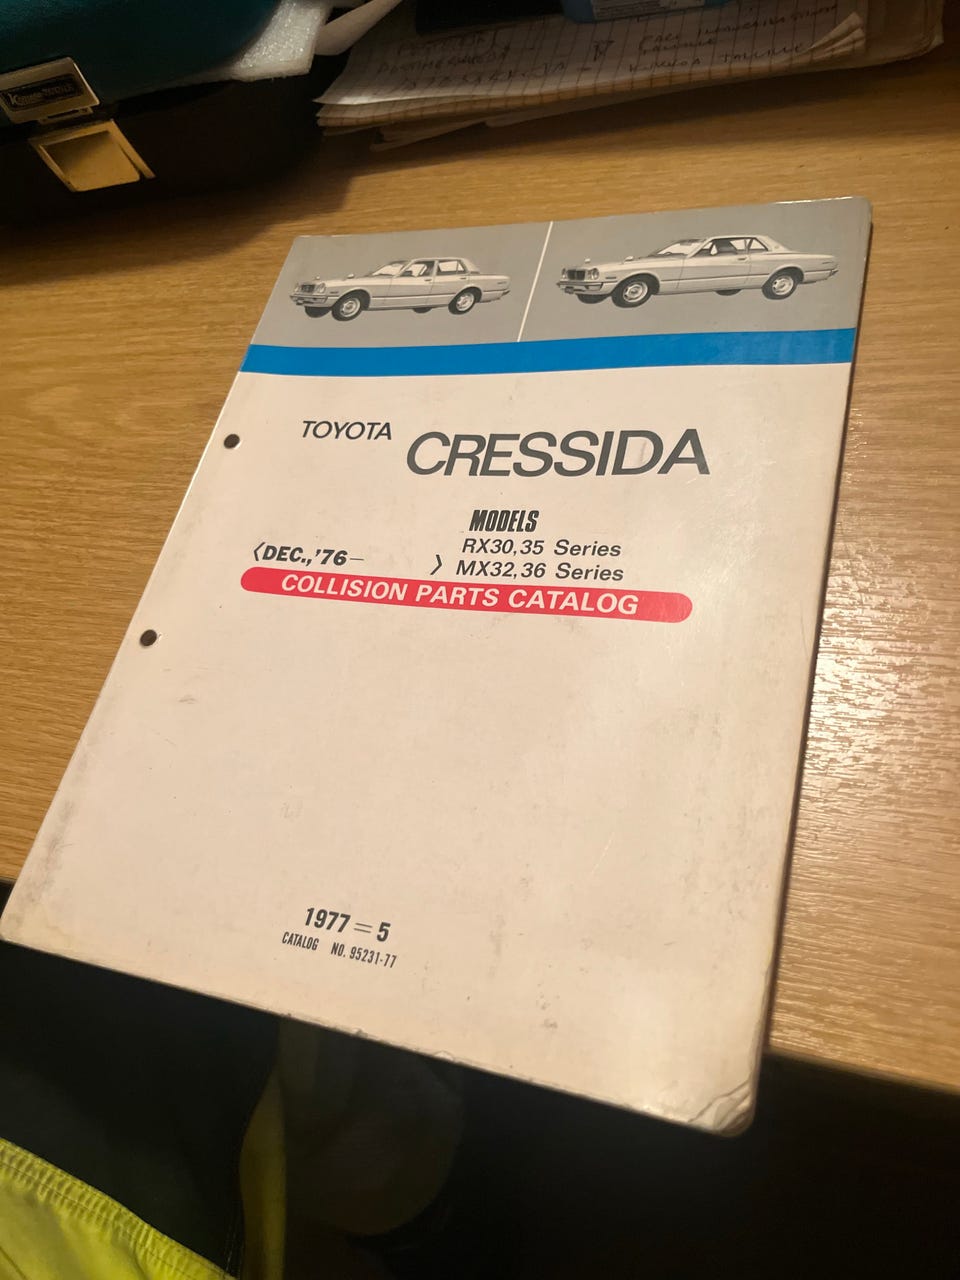 TOYOTA CRESSIDA
MODELS
RX30,35 Series
〈DEC.,'76— 〉 MX32,36 Series
COLLISION PARTS CATALOG
1977=5
CATALOG NO. 95231-77